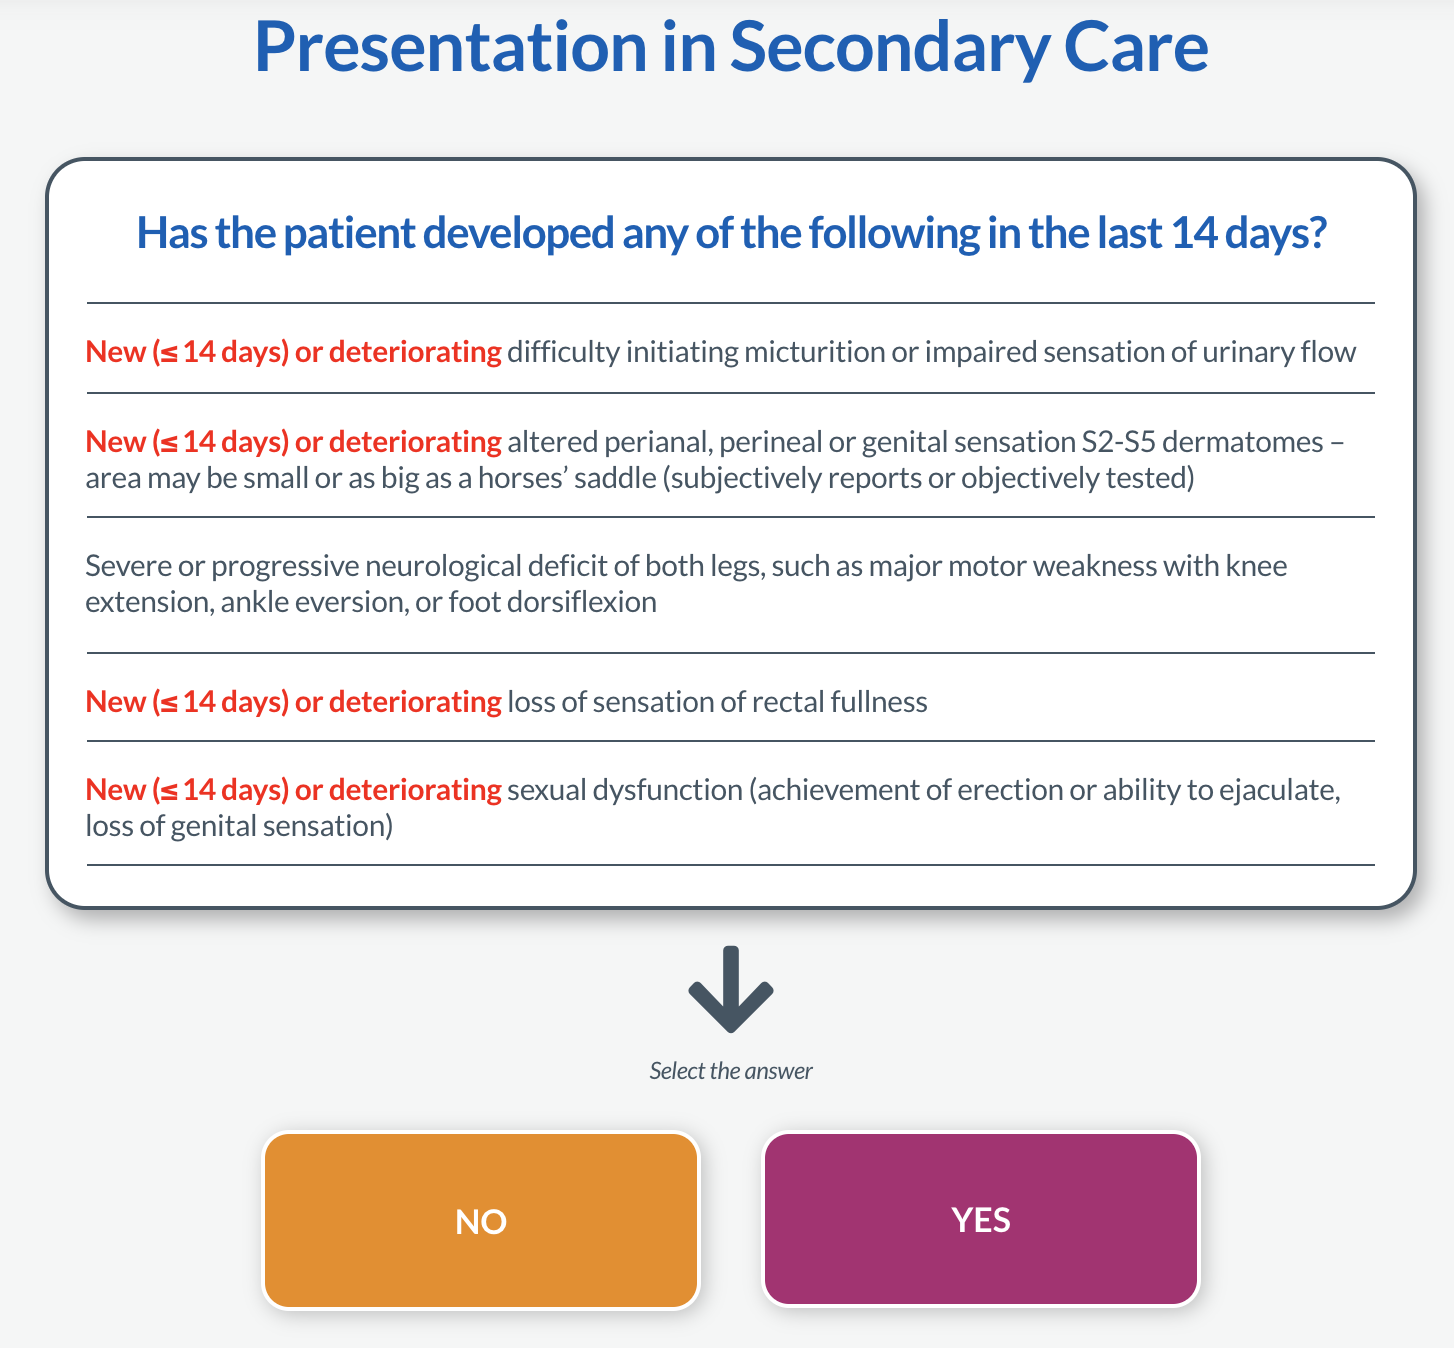 Presentation in Secondary Care
Has the patient developed any of the following in the last 14 days?
New (≤ 14 days) or deteriorating difficulty initiating micturition or impaired sensation of urinary flow
New (≤ 14 days) or deteriorating altered perianal, perineal or genital sensation S2-S5 dermatomes –
area may be small or as big as a horses’ saddle (subjectively reports or objectively tested)
Severe or progressive neurological deficit of both legs, such as major motor weakness with knee
extension, ankle eversion, or foot dorsiflexion
New (≤ 14 days) or deteriorating loss of sensation of rectal fullness
New (≤ 14 days) or deteriorating sexual dysfunction (achievement of erection or ability to ejaculate,
loss of genital sensation)
Select the answer
NO
YES